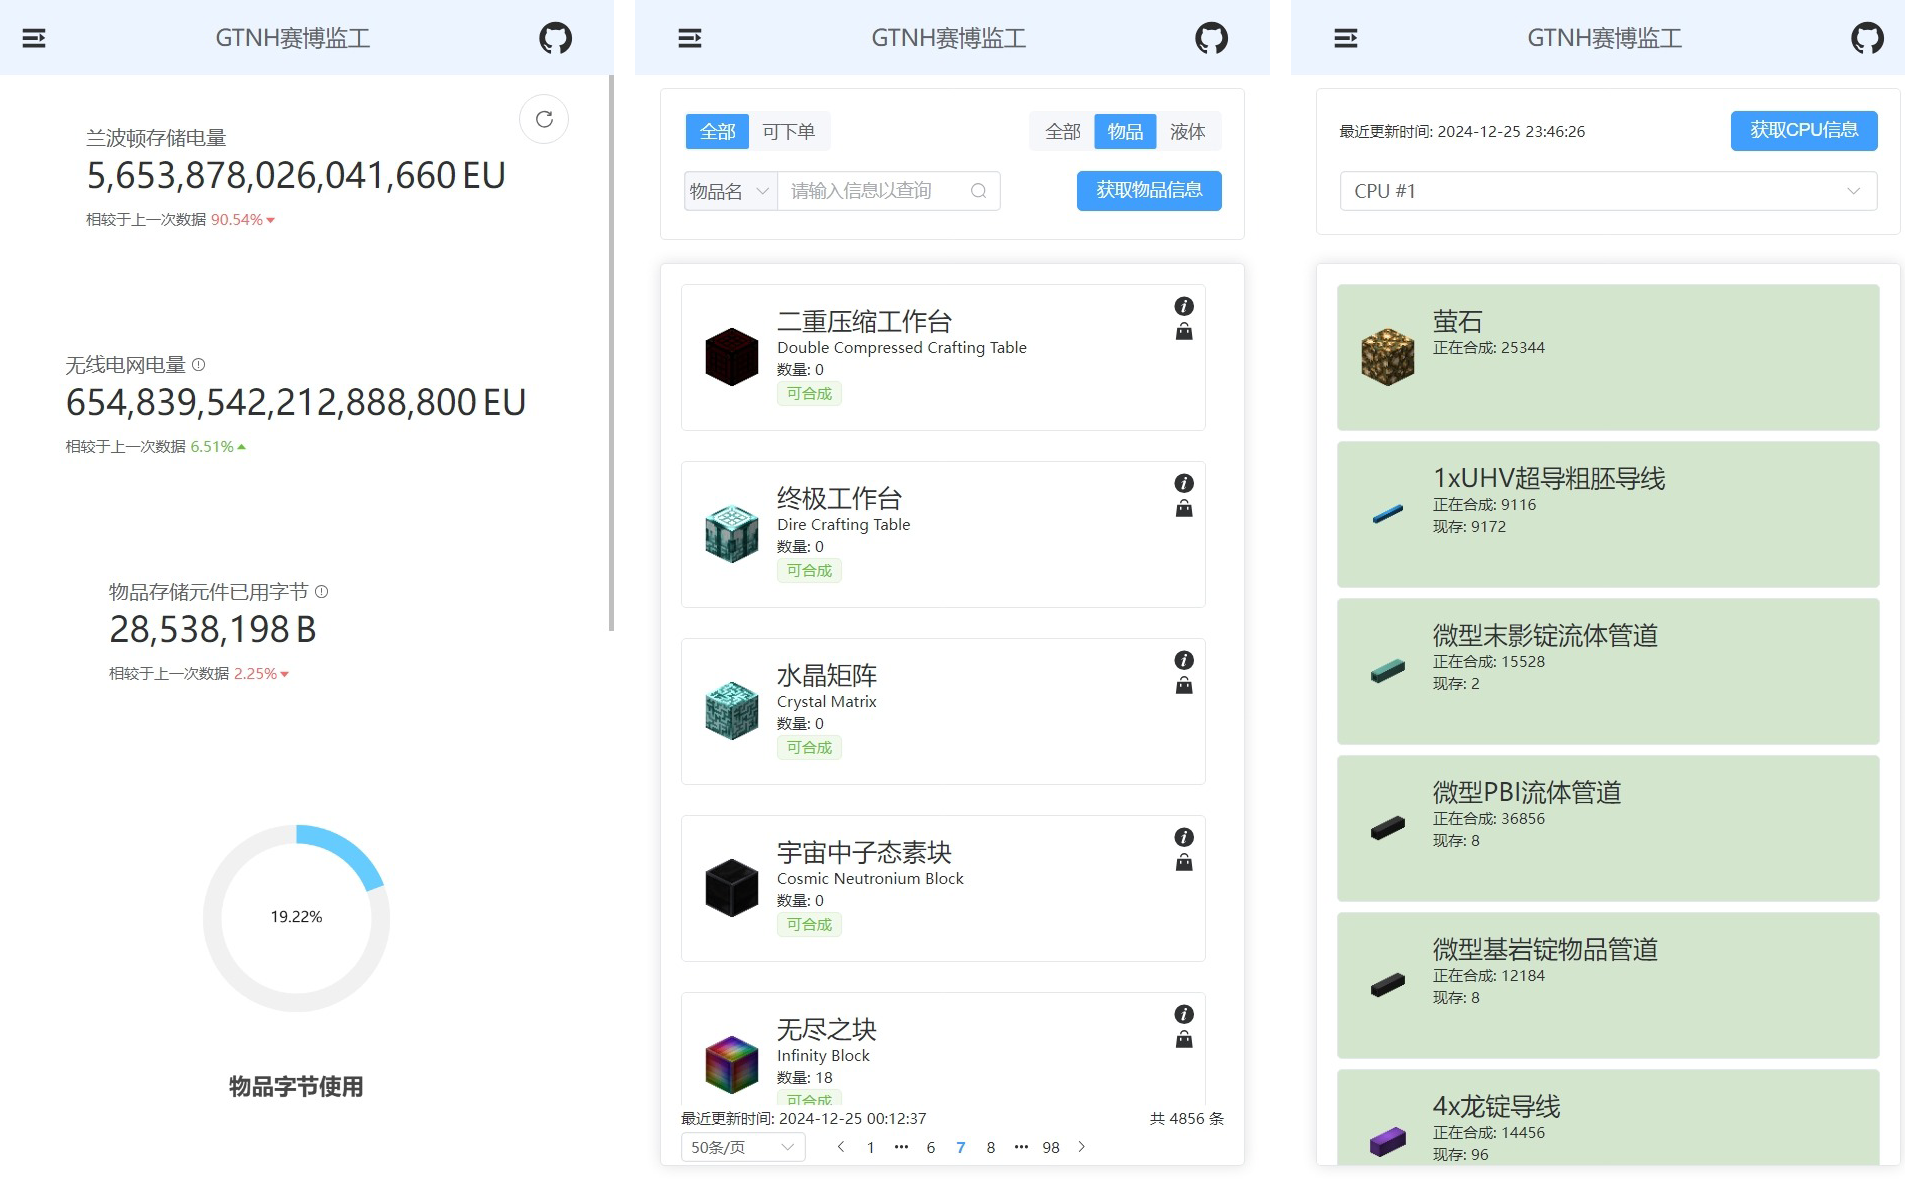 GTNH赛博监工
兰波顿存储电量
5,653,878,026,041,660 EU
相较于上一次数据 90.54%
无线电网电量
654,839,542,212,888,800 EU
相较于上一次数据 6.51%
物品存储元件已用字节
28,538,198 B
相较于上一次数据 2.25%
19.22%
物品字节使用
GTNH赛博监工
全部 可下单 全部 物品 液体
物品名 请输入信息以查询 获取物品信息
二重压缩工作台
Double Compressed Crafting Table
数量: 0
可合成
终极工作台
Dire Crafting Table
数量: 0
可合成
水晶矩阵
Crystal Matrix
数量: 0
可合成
宇宙中子态素块
Cosmic Neutronium Block
数量: 0
可合成
无尽之块
Infinity Block
数量: 18
可合成
最近更新时间: 2024-12-25 00:12:37 共 4856 条
50条/页 1 ••• 6 7 8 ••• 98
GTNH赛博监工
最近更新时间: 2024-12-25 23:46:26 获取CPU信息
CPU #1
萤石
正在合成: 25344
1xUHV超导粗胚导线
正在合成: 9116
现存: 9172
微型末影锭流体管道
正在合成: 15528
现存: 2
微型PBI流体管道
正在合成: 36856
现存: 8
微型基岩锭物品管道
正在合成: 12184
现存: 8
4x龙锭导线
正在合成: 14456
现存: 96